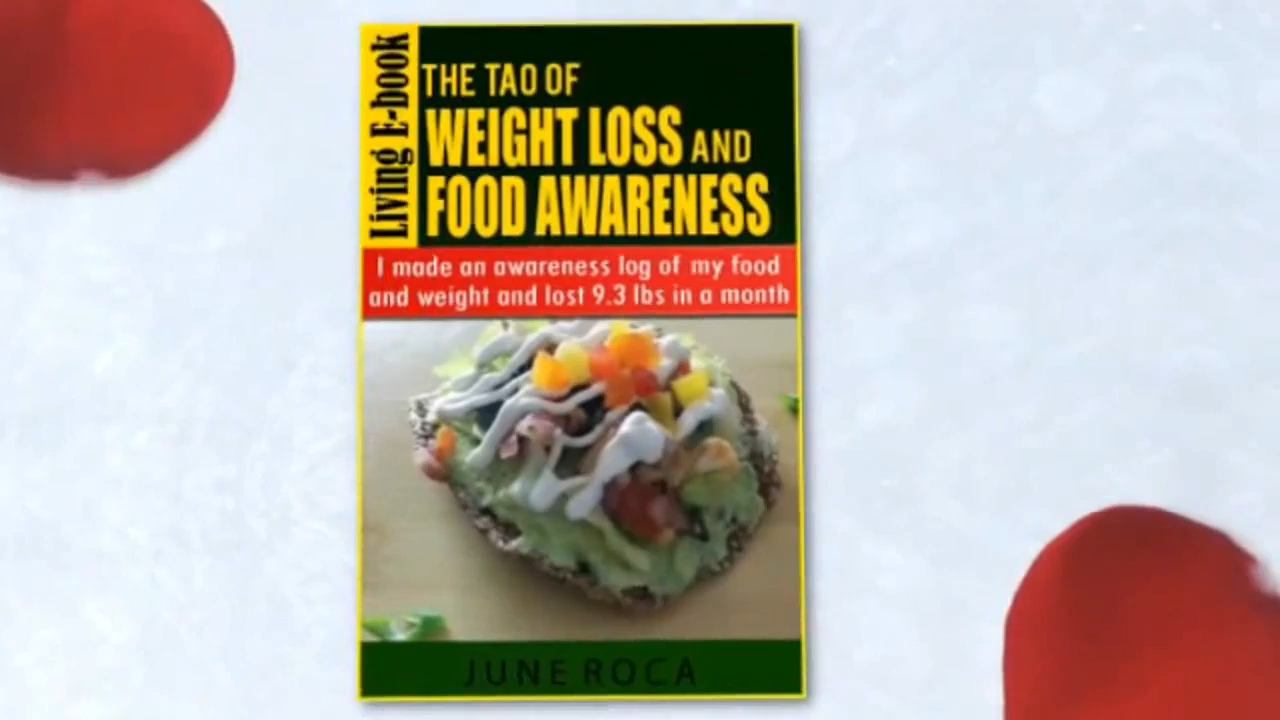 Living E-book
THE TAO OF
WEIGHT LOSS AND
FOOD AWARENESS
I made an awareness log of my food
and weight and lost 9.3 lbs in a month
JUNE ROCA